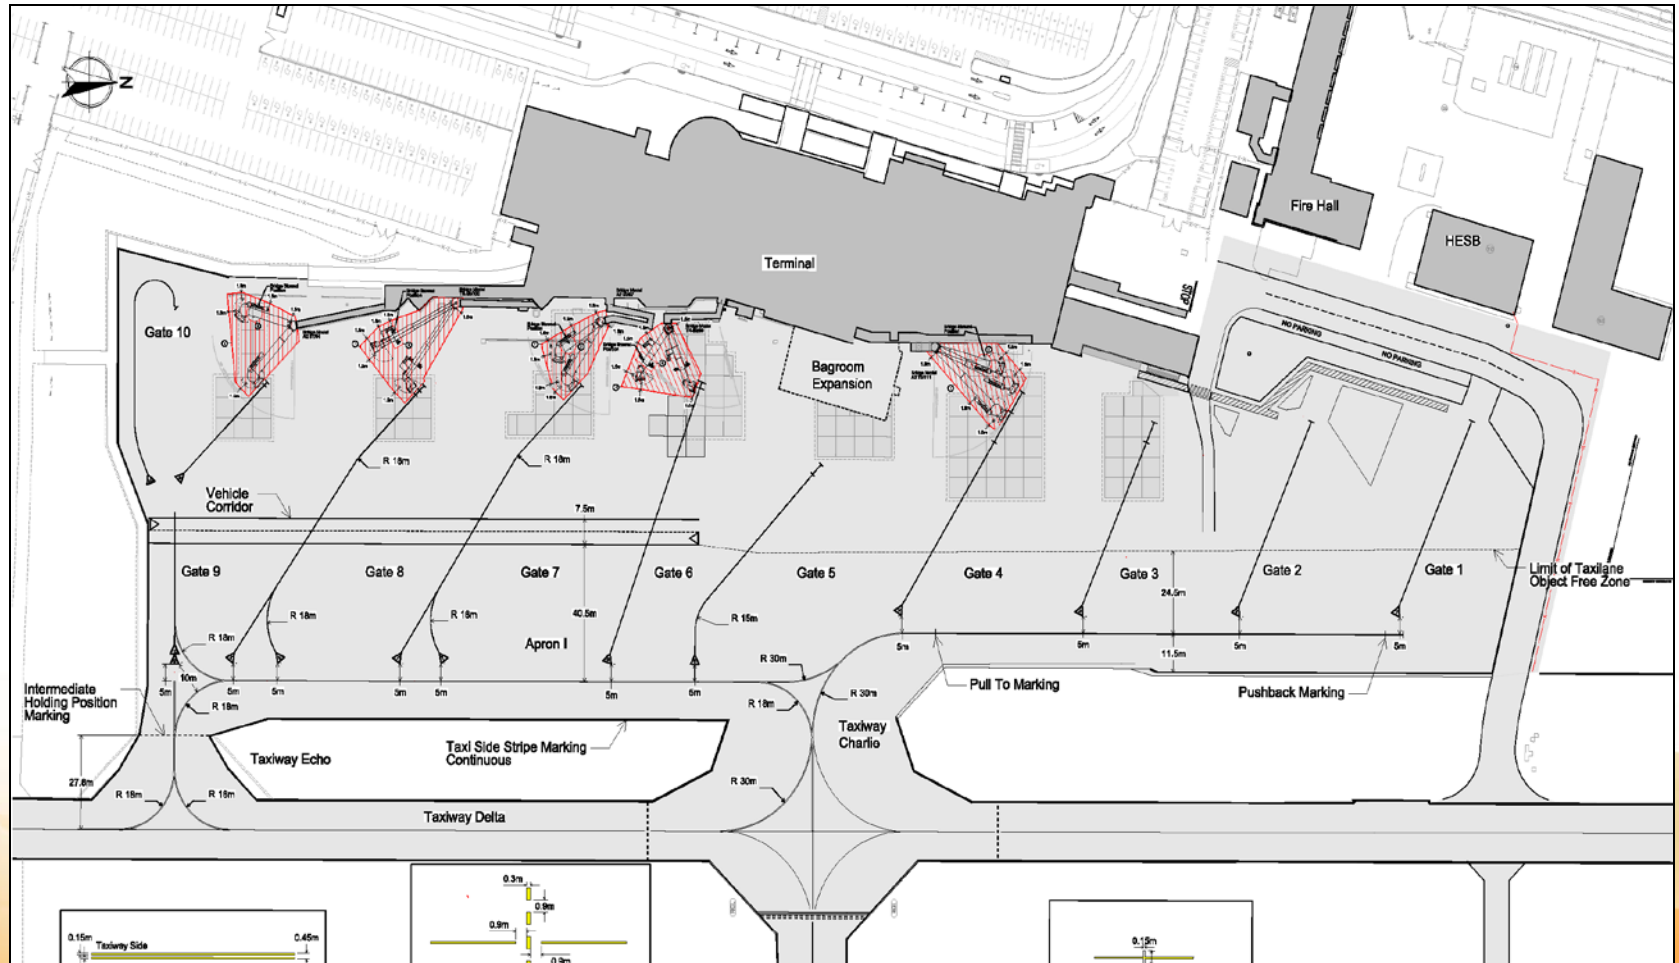 N
Fire Hall
HESB
Terminal
STOP
NO PARKING
NO PARKING
Gate 10
Bagroom
Expansion
R 18m
R 18m
Vehicle
Corridor
7.5m
Gate 9
Gate 8
Gate 7
Gate 6
Gate 5
Gate 4
Gate 3
Gate 2
Gate 1
Limit of Taxilane
Object Free Zone
24.5m
40.5m
R 18m
R 18m
R 18m
R 15m
Apron I
R 30m
11.5m
5m
5m
5m
5m
10m
5m
5m
5m
5m
5m
5m
5m
Intermediate
Holding Position
Marking
R 18m
R 18m
R 30m
Pull To Marking
Pushback Marking
Taxiway
Charlie
Taxiway Echo
Taxi Side Stripe Marking
Continuous
27.8m
R 18m
R 18m
R 30m
Taxiway Delta
0.3m
0.9m
0.9m
0.9m
0.15m
Taxiway Side
0.45m
0.15m